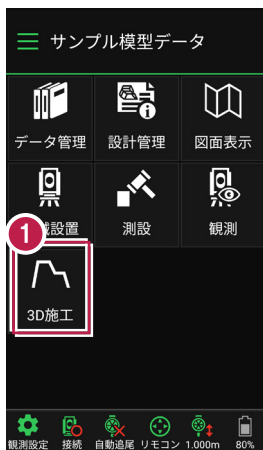 サンプル模型データ
データ管理 設計管理 図面表示
械設置 測設 観測
1
3D施工
観測設定 接続 自動追尾 リモコン 1.000m 80%